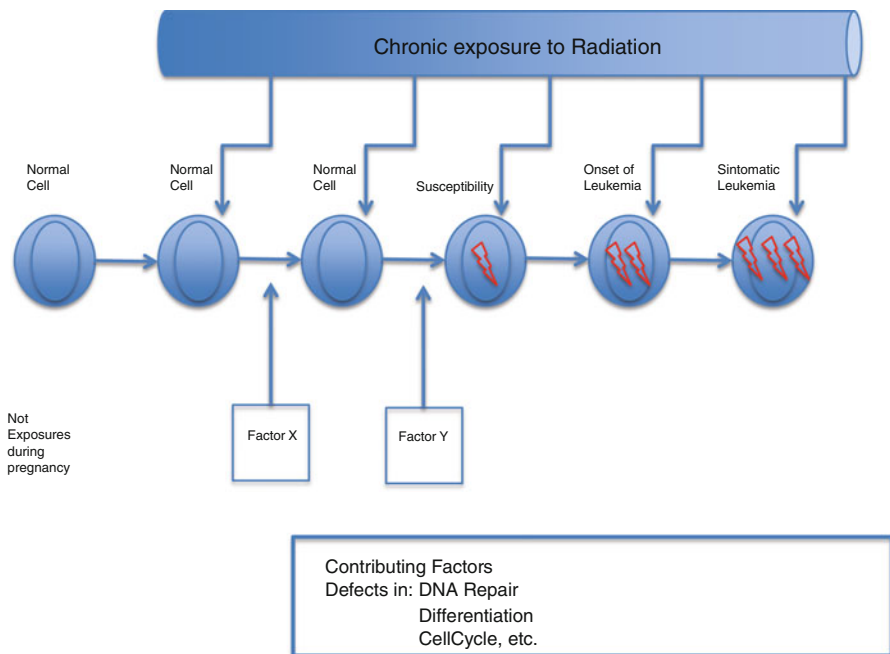 Chronic exposure to Radiation
Normal
Cell
Normal
Cell
Normal
Cell
Susceptibility
Onset of
Leukemia
Sintomatic
Leukemia
Not
Exposures
during
pregnancy
Factor X
Factor Y
Contributing Factors
Defects in: DNA Repair
Differentiation
CellCycle, etc.